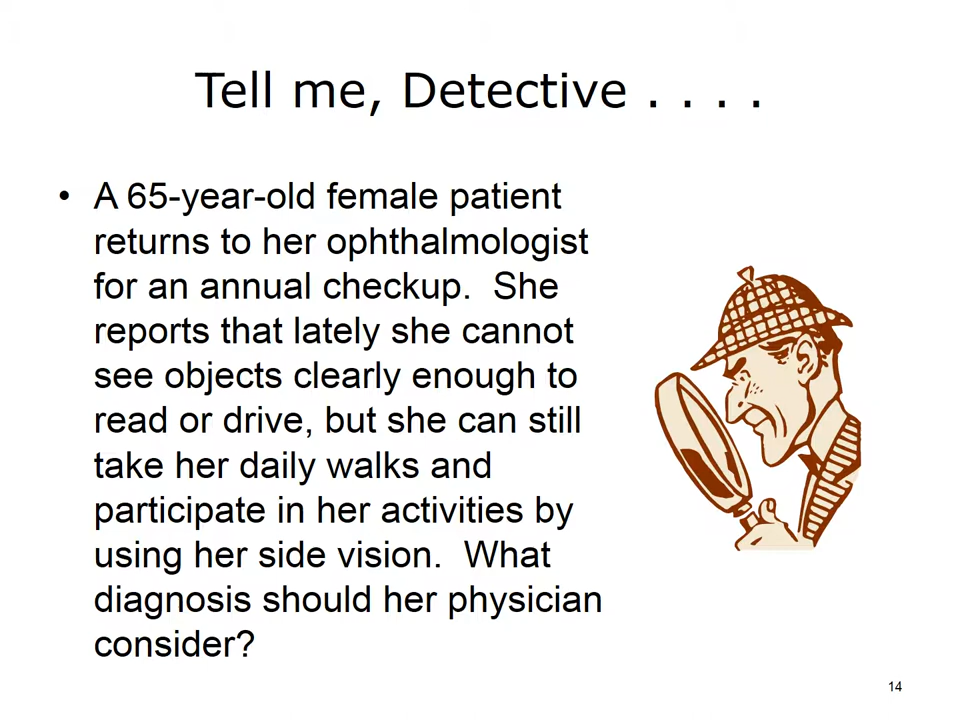 Tell me, Detective . . . .
• A 65-year-old female patient
returns to her ophthalmologist
for an annual checkup.  She
reports that lately she cannot
see objects clearly enough to
read or drive, but she can still
take her daily walks and
participate in her activities by
using her side vision.  What
diagnosis should her physician
consider?
14